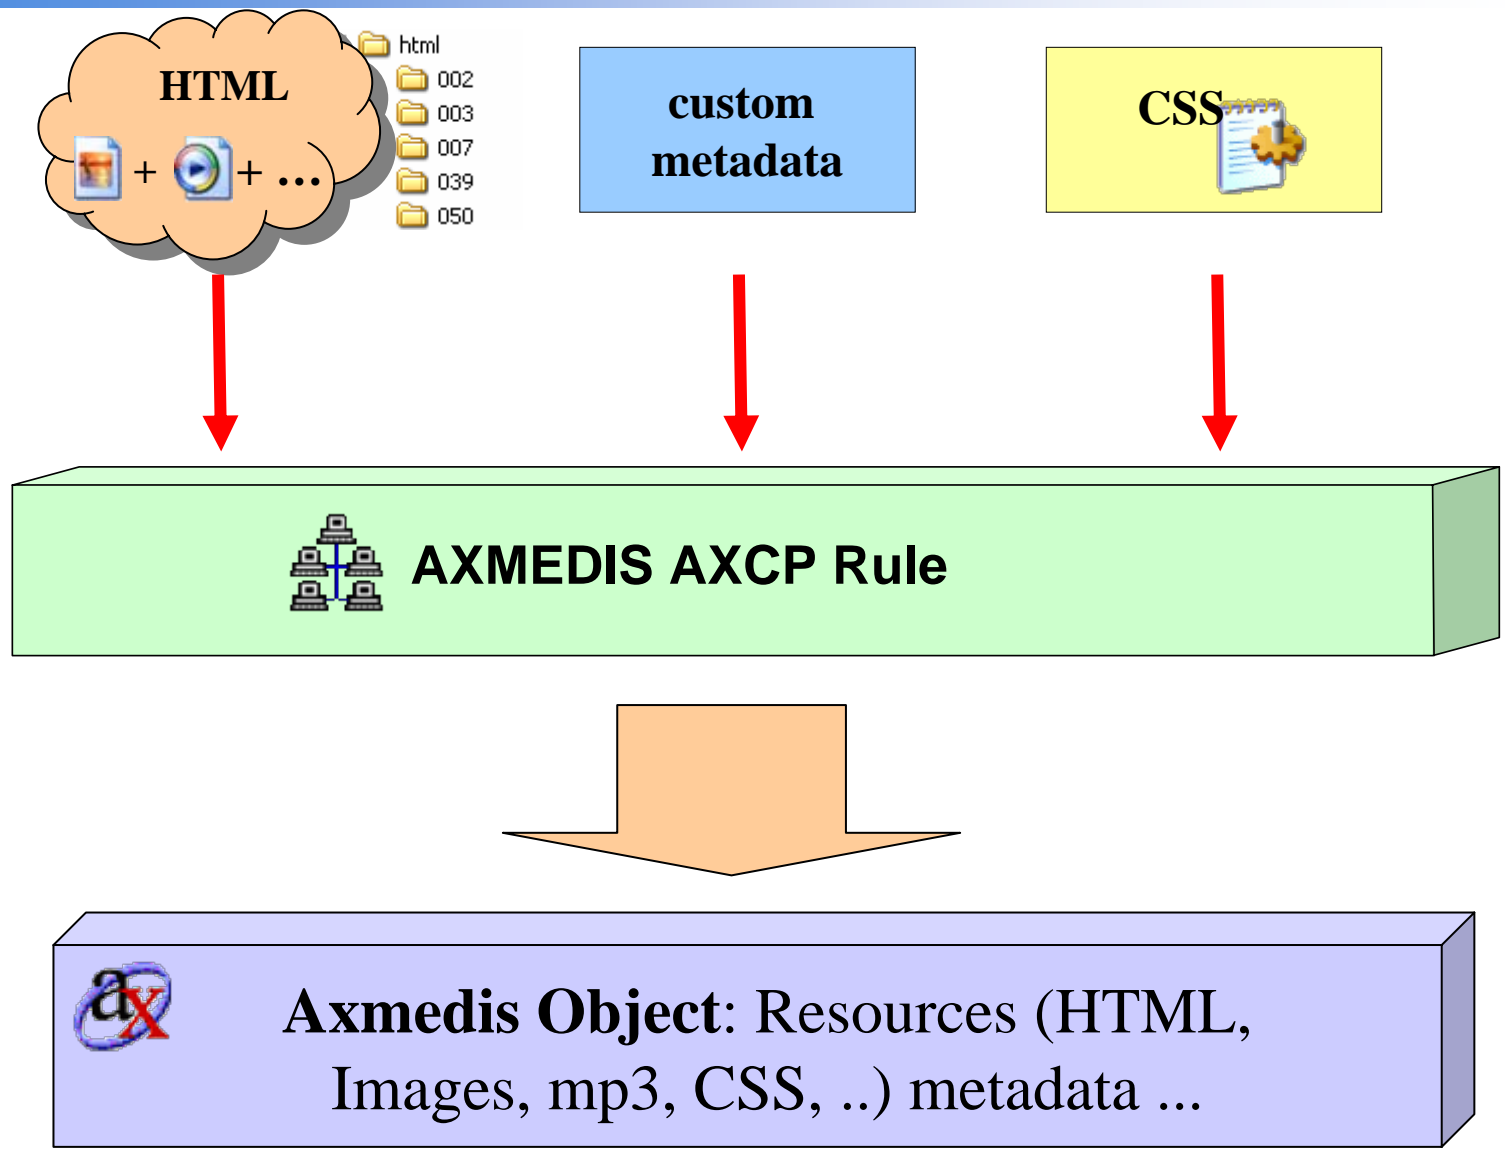 HTML
+ + ...
html
002
003
007
039
050
custom
metadata
CSS
AXMEDIS AXCP Rule
ax
Axmedis Object: Resources (HTML,
Images, mp3, CSS, ..) metadata ...